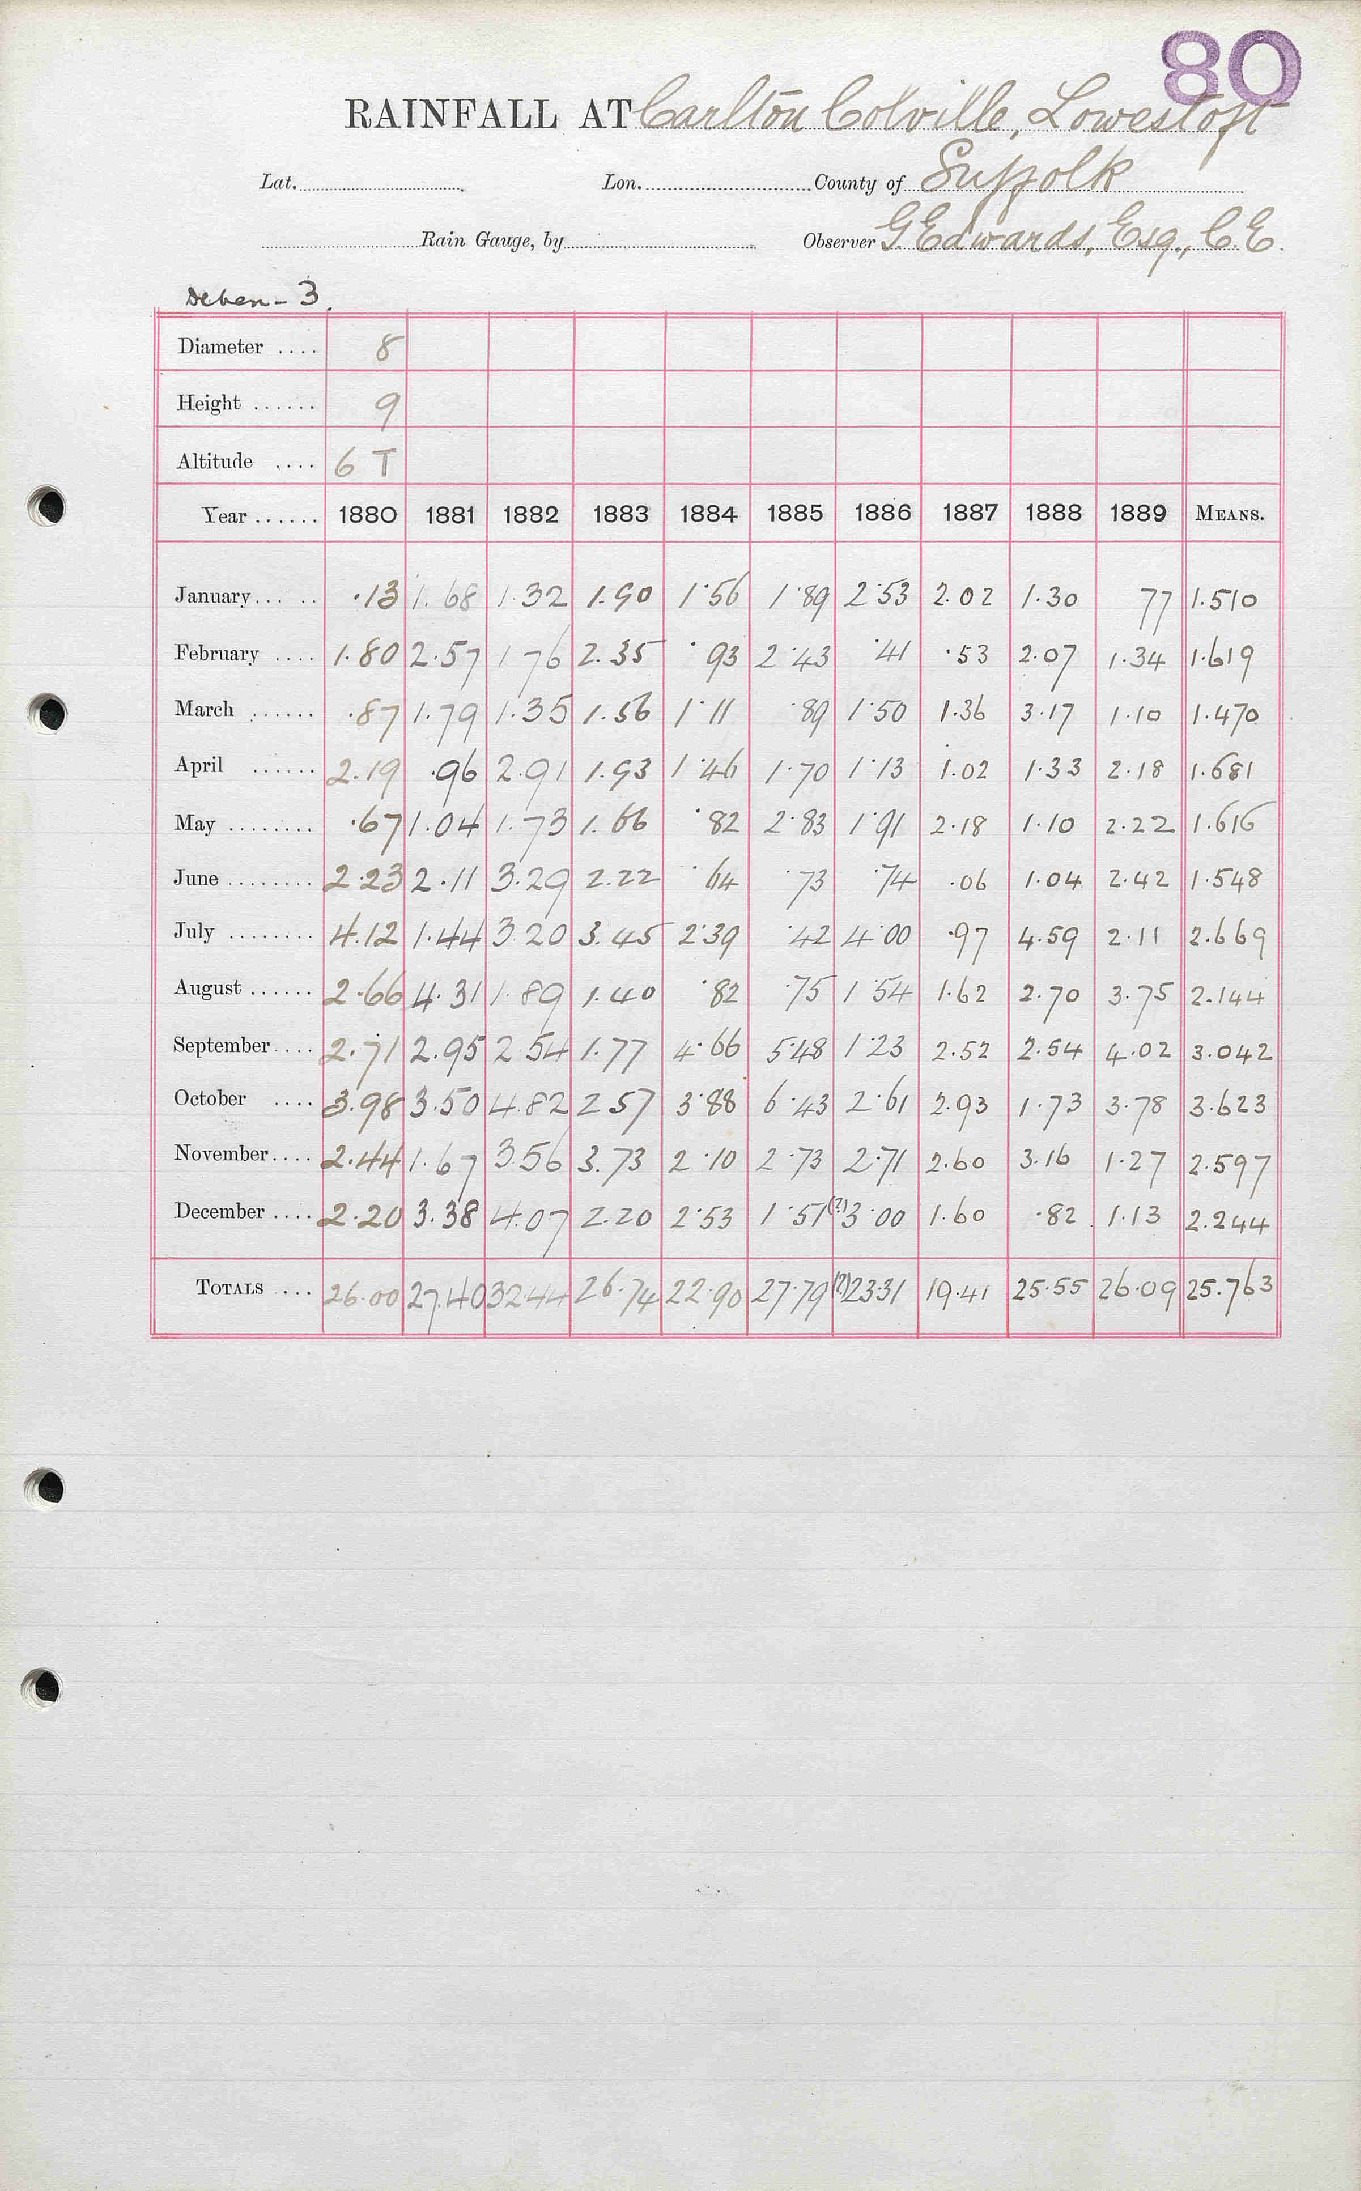 80
RAINFALL AT Carlton Colville, Lowestoft
Lat. Lon. County of Suffolk
Rain Gauge, by Observer G Edwards, Esq., C.E.
Deben - 3.
Diameter .... 8
Height ...... 9
Altitude .... 6 T
Year ...... 1880 1881 1882 1883 1884 1885 1886 1887 1888 1889 MEANS.
January... .. .13 1.68 1.32 1.90 1.56 1.89 2.53 2.02 1.30 77 1.510
February .... 1.80 2.57 1.76 2.35 .93 2.43 .41 .53 2.07 1.34 1.619
March ...... .87 1.79 1.35 1.56 1.11 .89 1.50 1.36 3.17 1.10 1.470
April ...... 2.19 .96 2.91 1.93 1.46 1.70 1.13 1.02 1.33 2.18 1.681
May ........ .67 1.04 1.73 1.66 .82 2.83 1.91 2.18 1.10 2.22 1.616
June ........ 2.23 2.11 3.29 2.22 .64 .73 .74 .06 1.04 2.42 1.548
July ........ 4.12 1.44 3.20 3.45 2.39 .42 4.00 .97 4.59 2.11 2.669
August ...... 2.66 4.31 1.89 1.40 .82 .75 1.54 1.62 2.70 3.75 2.144
September.... 2.71 2.95 2.54 1.77 4.66 5.48 1.23 2.52 2.54 4.02 3.042
October .... 3.98 3.50 4.82 2.57 3.88 6.43 2.61 2.93 1.73 3.78 3.623
November.... 2.44 1.67 3.56 3.73 2.10 2.73 2.71 2.60 3.16 1.27 2.597
December .... 2.20 3.38 4.07 2.20 2.53 1.51 (?)3.00 1.60 .82 1.13 2.244
TOTALS .... 26.00 27.40 32.44 26.74 22.90 27.79 (?)23.31 19.41 25.55 26.09 25.763